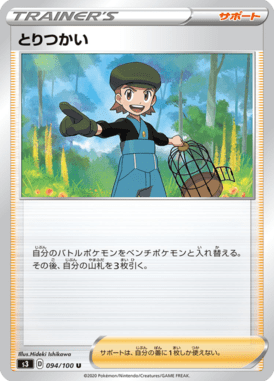 TRAINER'S サポート
とりつかい
自分のバトルポケモンをベンチポケモンと入れ替える。
その後、自分の山札を3枚引く。
Illus.Hideki Ishikawa
s3 D 094/100 U
サポートは、自分の番に1枚しか使えない。
©2020 Pokémon/Nintendo/Creatures/GAME FREAK.